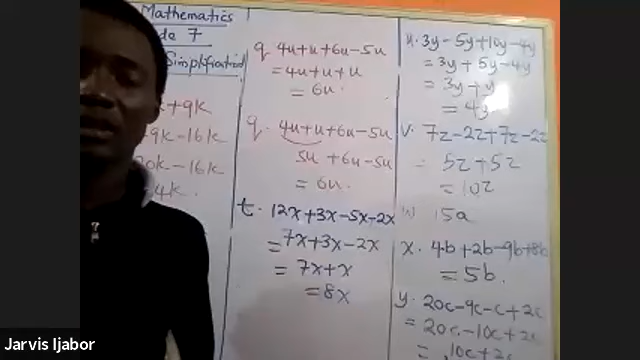 Mathematics
de 7
Simplification
+9k
9k-16k
20k-16k
4k.
q 4u+u+6u-5u
=4u+u+u
=6u.
q. 4u+u+6u-5u
5u+6u-5u
=6u.
t. 12x+3x-5x-2x
=7x+3x-2x
=7x+x
=8x
u. 3y-5y+10y-4y
=3y+5y-4y
=3y+y
=4y
v. 7z-2z+7z-2z
5z+5z
=10z
15a
x. 4b+2b-9b+8b
=5b.
y. 20c-9c-c+2c
=20c-10c+2c
=10c+2c
Jarvis Ijabor